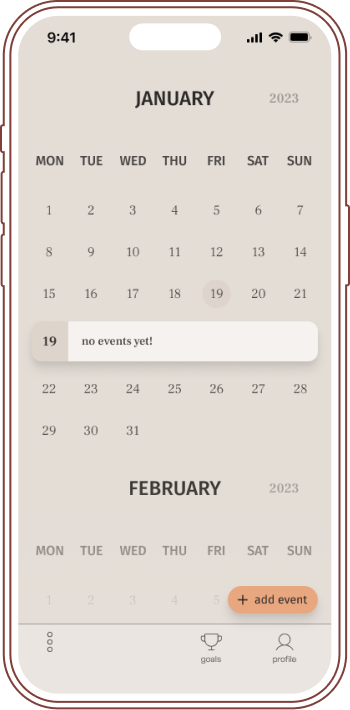 9:41
JANUARY 2023
MON TUE WED THU FRI SAT SUN
1 2 3 4 5 6 7
8 9 10 11 12 13 14
15 16 17 18 19 20 21
19 no events yet!
22 23 24 25 26 27 28
29 30 31
FEBRUARY 2023
MON TUE WED THU FRI SAT SUN
1 2 3 4 5
+ add event
goals profile